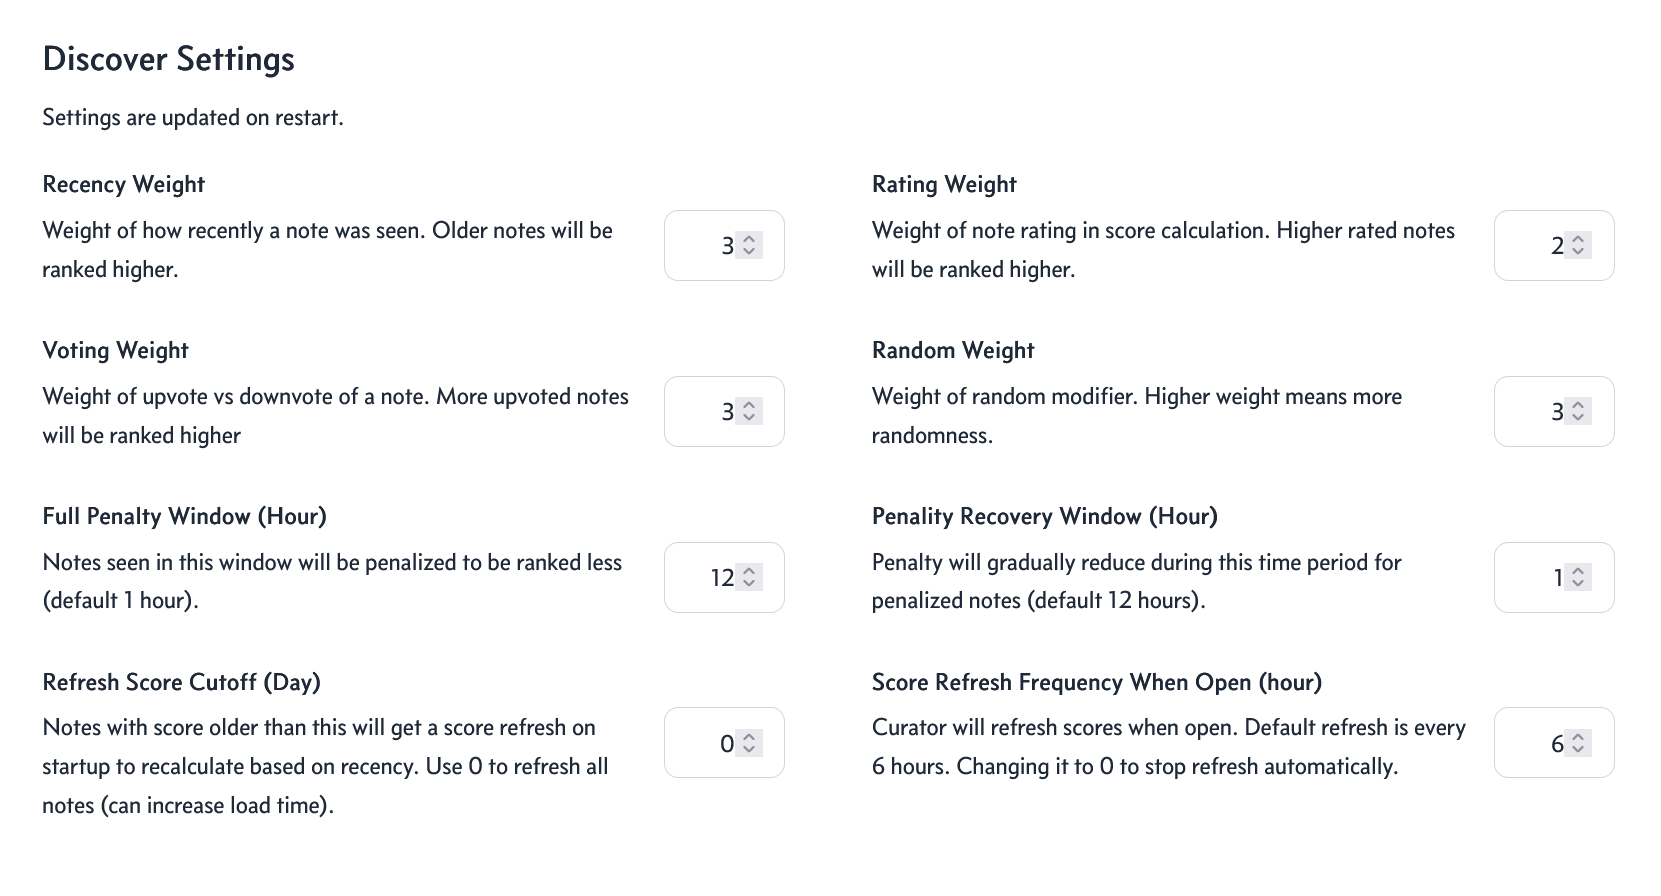 Discover Settings
Settings are updated on restart.
Recency Weight
Weight of how recently a note was seen. Older notes will be
ranked higher.
3
Rating Weight
Weight of note rating in score calculation. Higher rated notes
will be ranked higher.
2
Voting Weight
Weight of upvote vs downvote of a note. More upvoted notes
will be ranked higher
3
Random Weight
Weight of random modifier. Higher weight means more
randomness.
3
Full Penalty Window (Hour)
Notes seen in this window will be penalized to be ranked less
(default 1 hour).
12
Penality Recovery Window (Hour)
Penalty will gradually reduce during this time period for
penalized notes (default 12 hours).
1
Refresh Score Cutoff (Day)
Notes with score older than this will get a score refresh on
startup to recalculate based on recency. Use 0 to refresh all
notes (can increase load time).
0
Score Refresh Frequency When Open (hour)
Curator will refresh scores when open. Default refresh is every
6 hours. Changing it to 0 to stop refresh automatically.
6